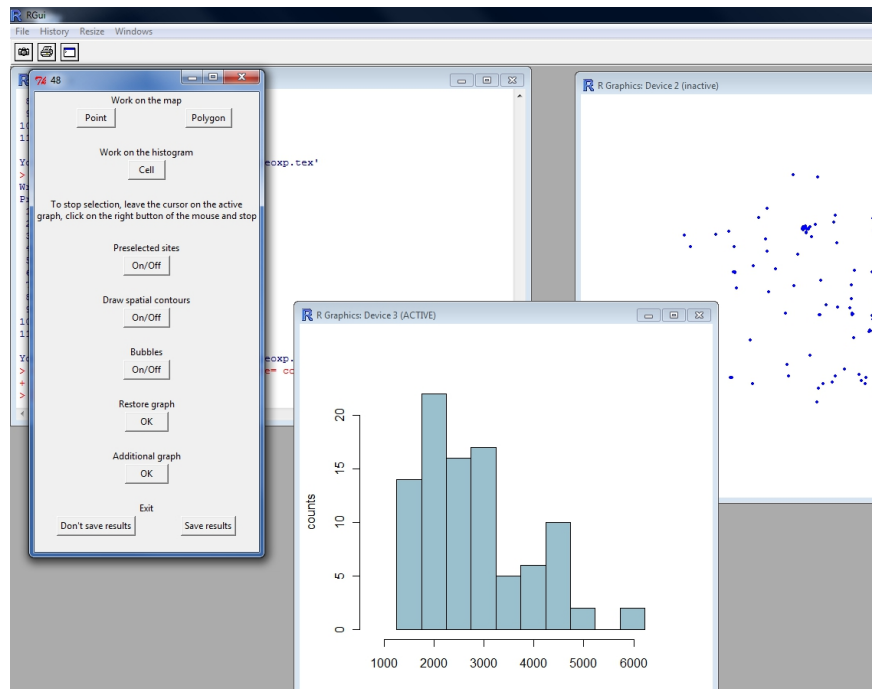 RGui
File History Resize Windows
48
Work on the map
Point Polygon
Work on the histogram
Cell
To stop selection, leave the cursor on the active
graph, click on the right button of the mouse and stop
Preselected sites
On/Off
Draw spatial contours
On/Off
Bubbles
On/Off
Restore graph
OK
Additional graph
OK
Exit
Don't save results Save results
eoxp.tex'
eoxp.
R Graphics: Device 2 (inactive)
R Graphics: Device 3 (ACTIVE)
counts
20
15
10
5
0
1000 2000 3000 4000 5000 6000